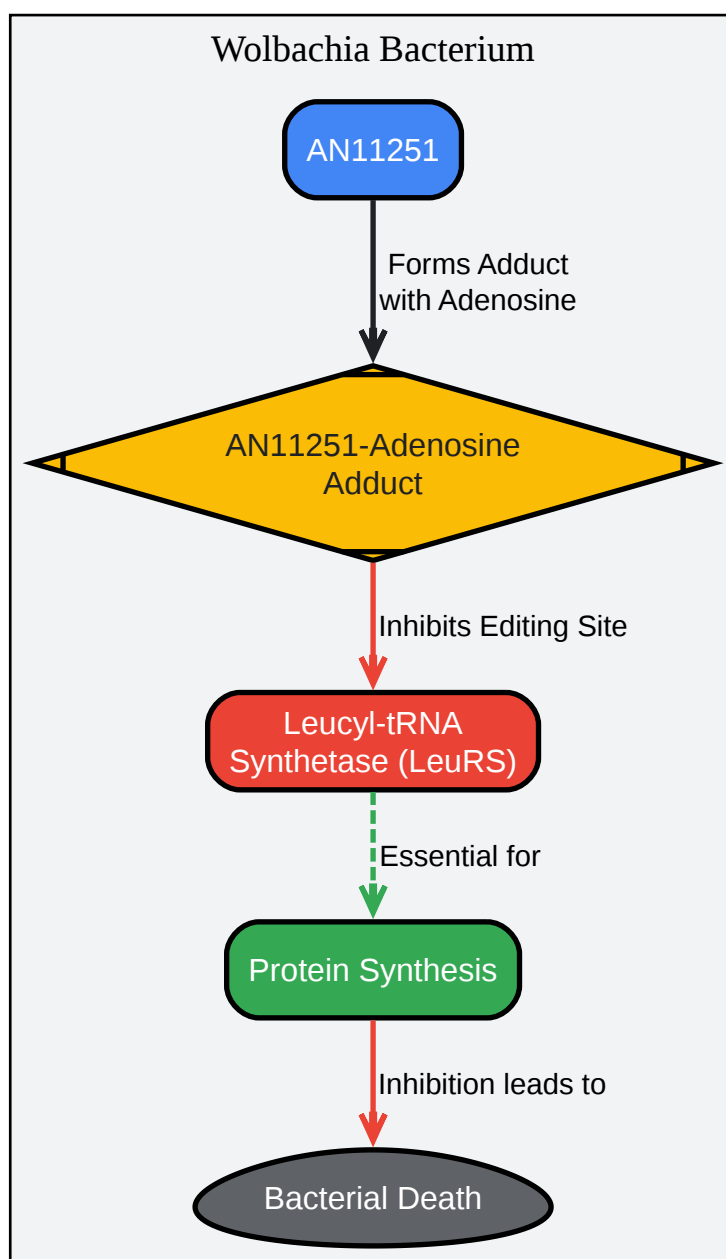 Wolbachia Bacterium
AN11251
Forms Adduct
with Adenosine
AN11251-Adenosine
Adduct
Inhibits Editing Site
Leucyl-tRNA
Synthetase (LeuRS)
Essential for
Protein Synthesis
Inhibition leads to
Bacterial Death